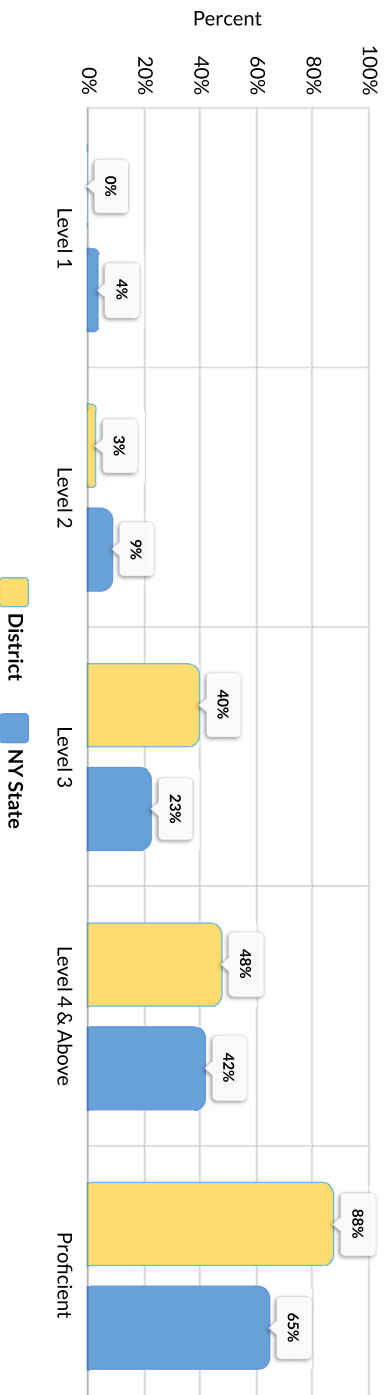 Percent
100%
80%
60%
40%
20%
0%
0%
4%
3%
9%
40%
23%
48%
42%
88%
65%
Level 1
Level 2
Level 3
Level 4 & Above
Proficient
District
NY State